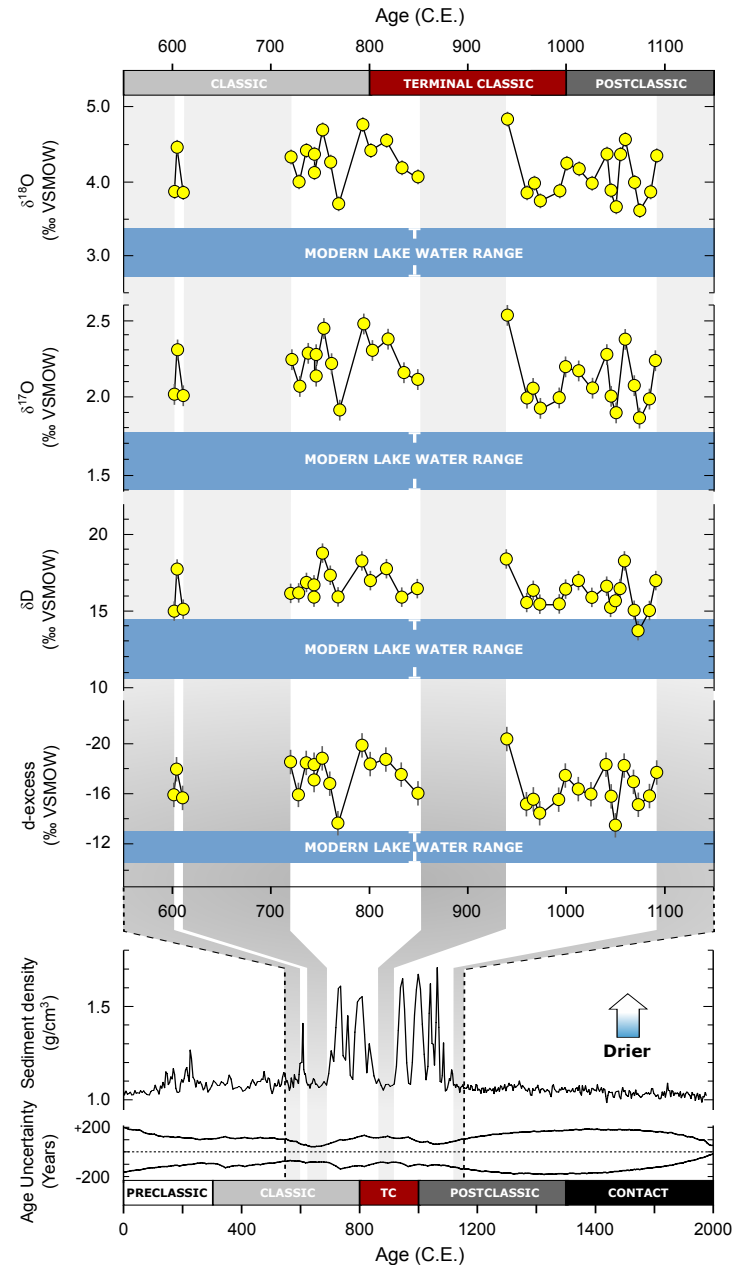 Age (C.E.)
600 700 800 900 1000 1100
CLASSIC TERMINAL CLASSIC POSTCLASSIC
δ18O
(‰ VSMOW)
5.0
4.0
3.0
MODERN LAKE WATER RANGE
δ17O
(‰ VSMOW)
2.5
2.0
1.5
MODERN LAKE WATER RANGE
δD
(‰ VSMOW)
20
15
10
MODERN LAKE WATER RANGE
d-excess
(‰ VSMOW)
-20
-16
-12
MODERN LAKE WATER RANGE
600 700 800 900 1000 1100
Sediment density
(g/cm3)
1.5
1.0
Drier
Age Uncertainty
(Years)
+200
-200
PRECLASSIC CLASSIC TC POSTCLASSIC CONTACT
0 400 800 1200 1600 2000
Age (C.E.)